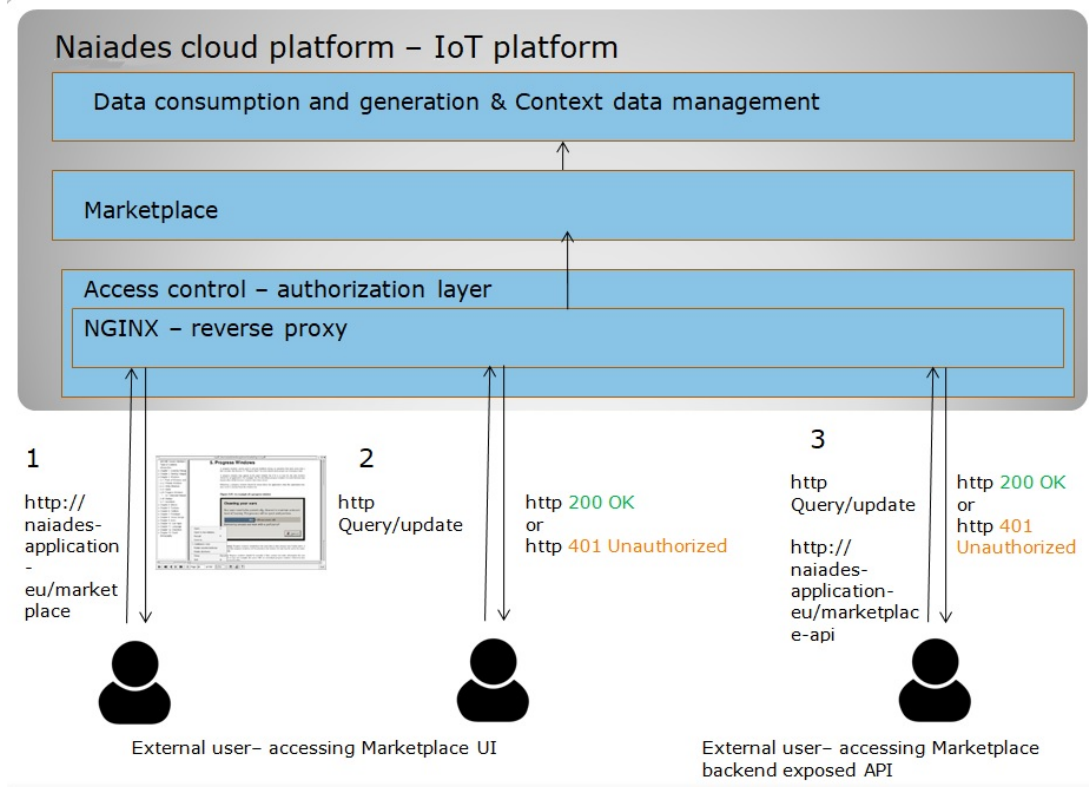 Naiades cloud platform – IoT platform
Data consumption and generation & Context data management
Marketplace
Access control – authorization layer
NGINX – reverse proxy
1
http://
naiades-
application
-
eu/market
place
5. Progress Windows
2
http
Query/update
http 200 OK
or
http 401 Unauthorized
3
http
Query/update
http://
naiades-
application-
eu/marketplac
e-api
http 200 OK
or
http 401
Unauthorized
External user– accessing Marketplace UI
External user– accessing Marketplace
backend exposed API